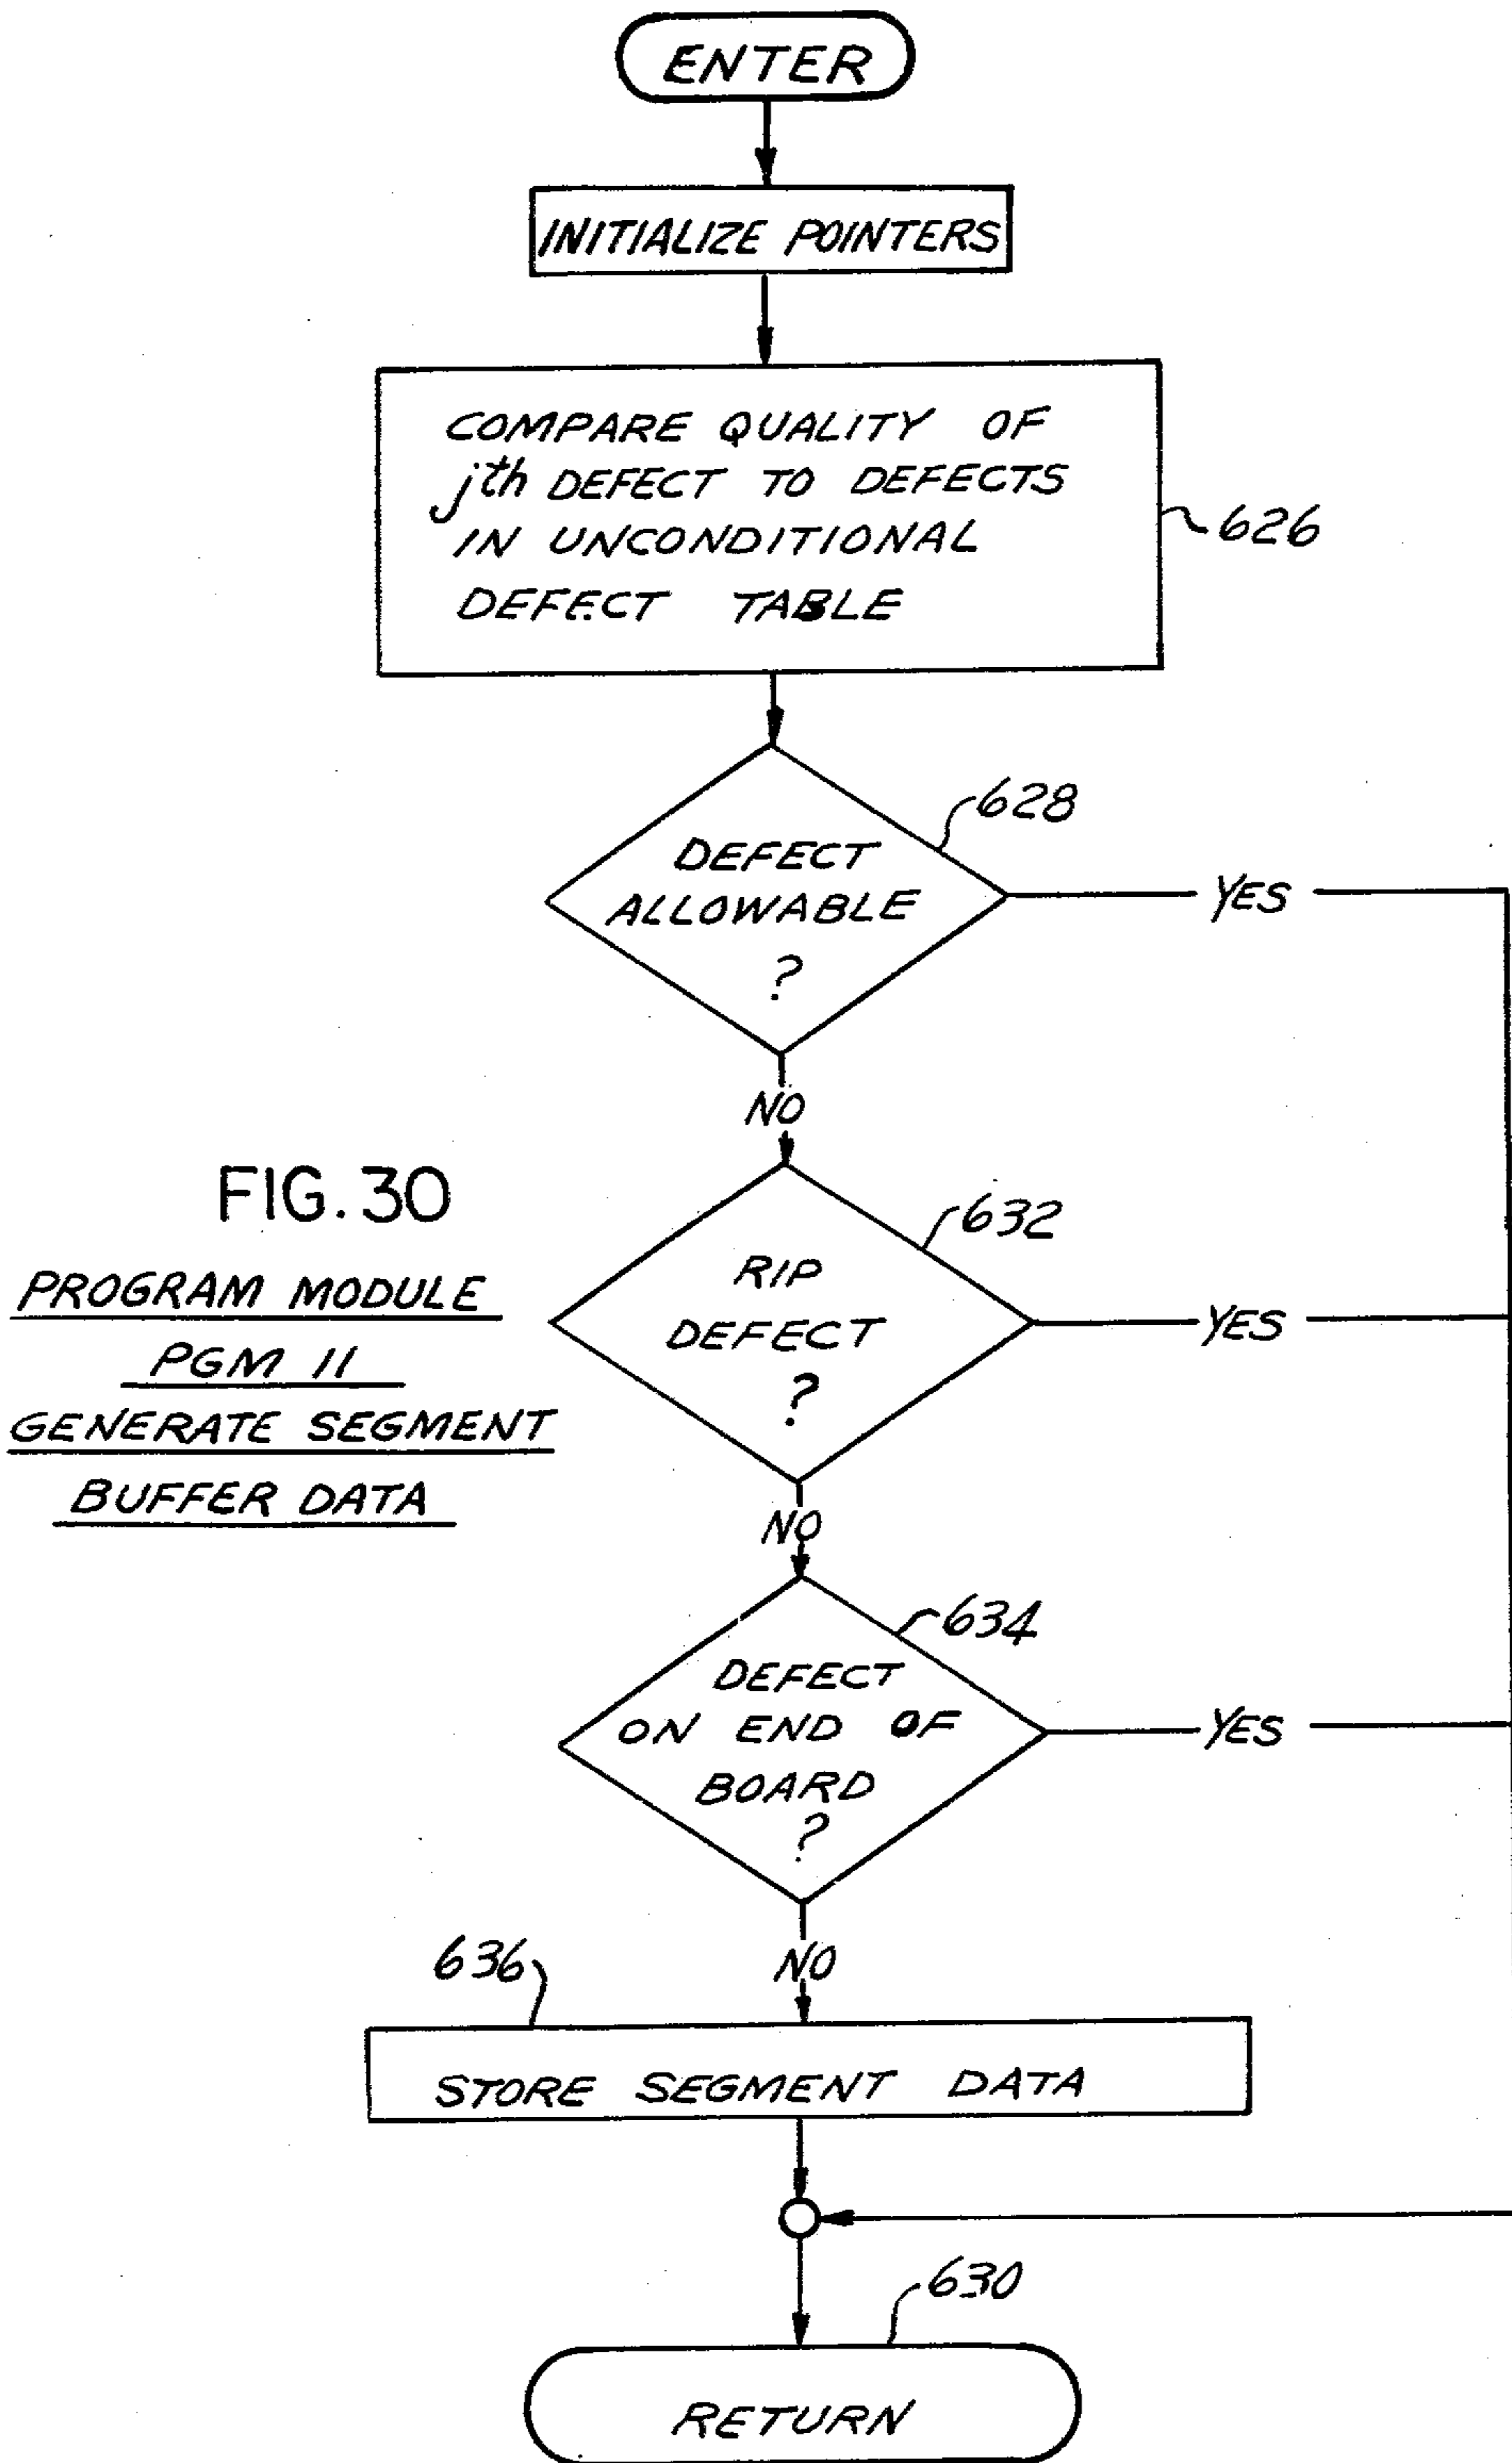 ENTER
INITIALIZE POINTERS
COMPARE QUALITY OF
jth DEFECT TO DEFECTS
IN UNCONDITIONAL
DEFECT TABLE
626
628
DEFECT
ALLOWABLE
?
YES
NO
FIG. 30
PROGRAM MODULE
PGM 11
GENERATE SEGMENT
BUFFER DATA
632
RIP
DEFECT
?
YES
NO
634
DEFECT
ON END OF
BOARD
?
YES
NO
636
STORE SEGMENT DATA
630
RETURN